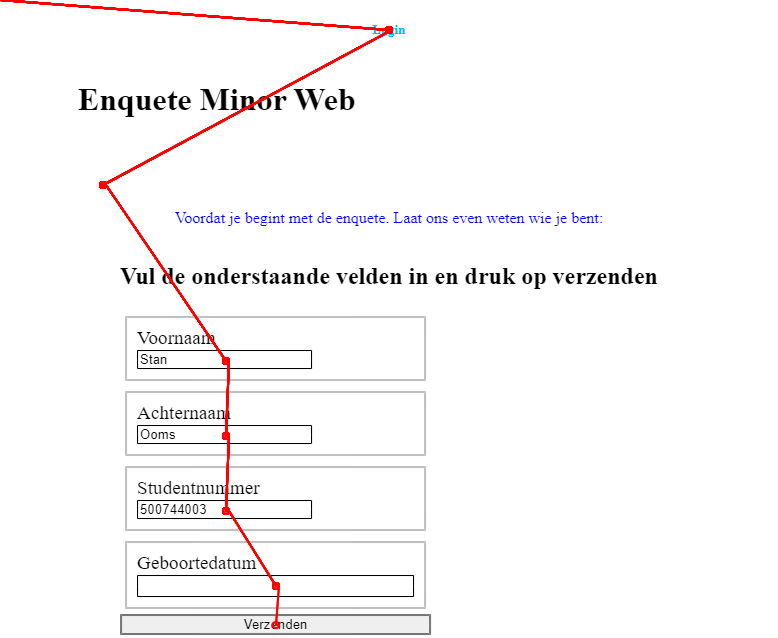 Login
Enquete Minor Web
Voordat je begint met de enquete. Laat ons even weten wie je bent:
Vul de onderstaande velden in en druk op verzenden
Voornaam
Stan
Achternaam
Ooms
Studentnummer
500744003
Geboortedatum
Verzenden